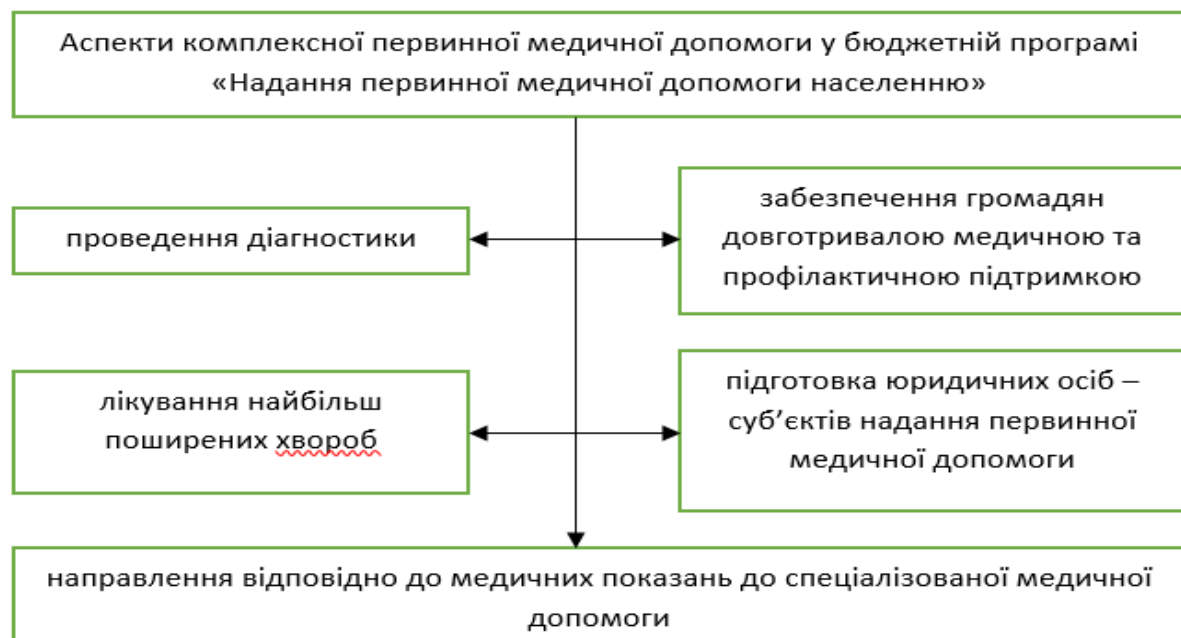 Аспекти комплексної первинної медичної допомоги у бюджетній програмі
«Надання первинної медичної допомоги населенню»
проведення діагностики
забезпечення громадян
довготривалою медичною та
профілактичною підтримкою
лікування найбільш
поширених хвороб
підготовка юридичних осіб –
суб’єктів надання первинної
медичної допомоги
направлення відповідно до медичних показань до спеціалізованої медичної
допомоги